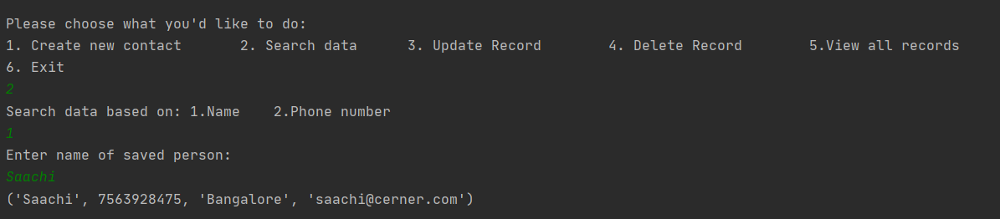 Please choose what you'd like to do:
1. Create new contact       2. Search data      3. Update Record        4. Delete Record        5.View all records
6. Exit
2
Search data based on: 1.Name    2.Phone number
1
Enter name of saved person:
Saachi
('Saachi', 7563928475, 'Bangalore', 'saachi@cerner.com')